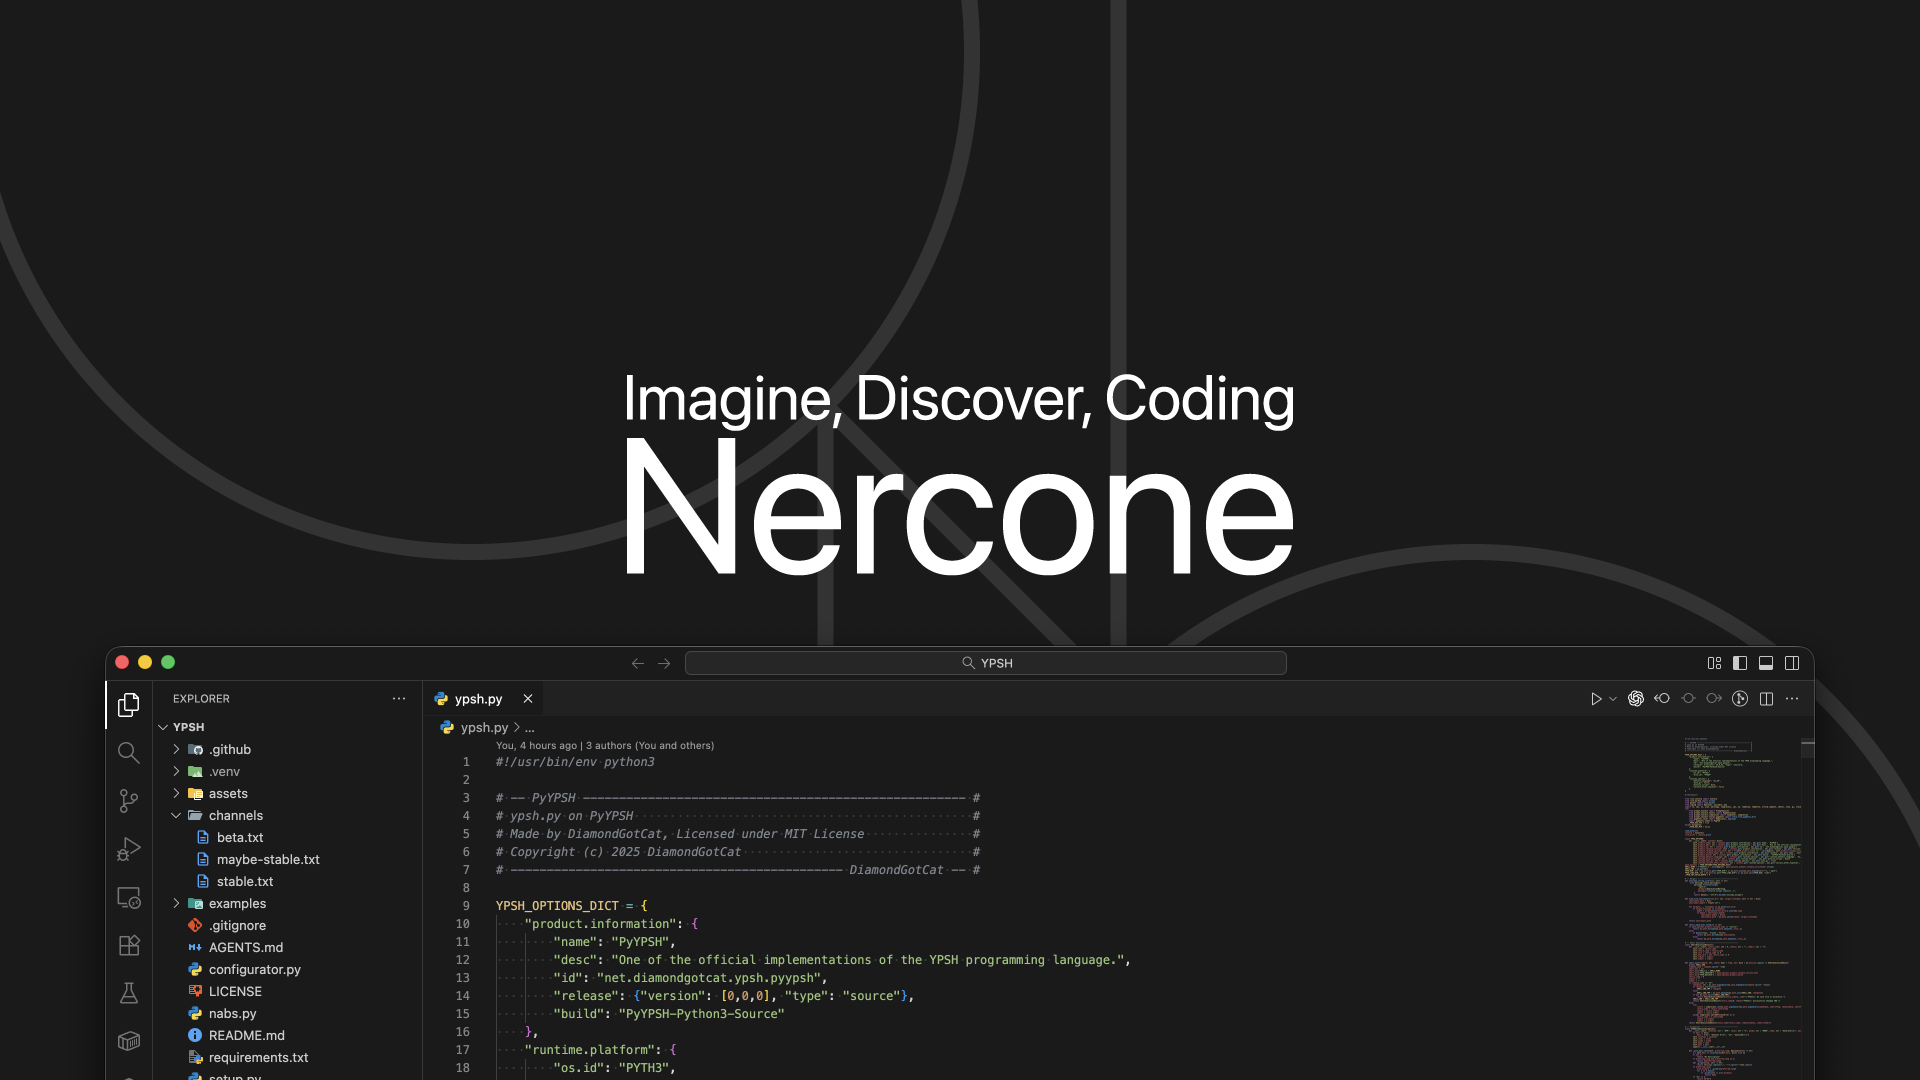 Imagine, Discover, Coding
Nercone
YPSH
EXPLORER
YPSH
.github
.venv
assets
channels
beta.txt
maybe-stable.txt
stable.txt
examples
.gitignore
AGENTS.md
configurator.py
LICENSE
nabs.py
README.md
requirements.txt
setup.py
ypsh.py
ypsh.py > ...
You, 4 hours ago | 3 authors (You and others)
1 #!/usr/bin/env python3
2
3 # —— PyYPSH ————————————————————————————————————————————————————— #
4 # ypsh.py on PyYPSH #
5 # Made by DiamondGotCat, Licensed under MIT License #
6 # Copyright (c) 2025 DiamondGotCat #
7 # —————————————————————————————————————————————— DiamondGotCat —— #
8
9 YPSH_OPTIONS_DICT = {
10 "product.information": {
11 "name": "PyYPSH",
12 "desc": "One of the official implementations of the YPSH programming language.",
13 "id": "net.diamondgotcat.ypsh.pyypsh",
14 "release": {"version": [0,0,0], "type": "source"},
15 "build": "PyYPSH-Python3-Source"
16 },
17 "runtime.platform": {
18 "os.id": "PYTH3",